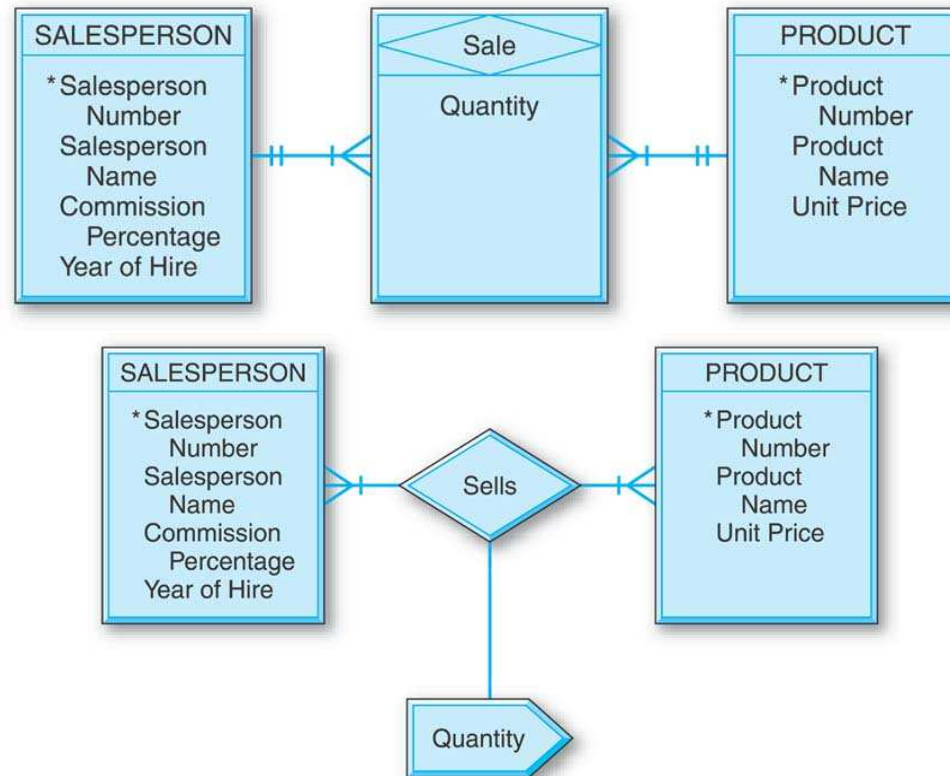 SALESPERSON
* Salesperson
Number
Salesperson
Name
Commission
Percentage
Year of Hire
Sale
Quantity
PRODUCT
* Product
Number
Product
Name
Unit Price
SALESPERSON
* Salesperson
Number
Salesperson
Name
Commission
Percentage
Year of Hire
Sells
PRODUCT
* Product
Number
Product
Name
Unit Price
Quantity